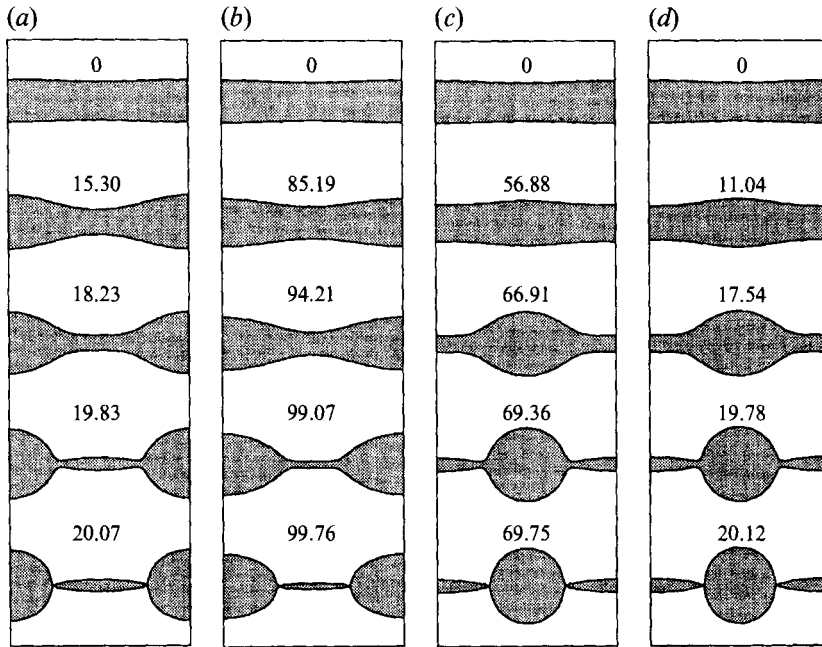 (a) (b) (c) (d)
0 0 0 0
15.30 85.19 56.88 11.04
18.23 94.21 66.91 17.54
19.83 99.07 69.36 19.78
20.07 99.76 69.75 20.12